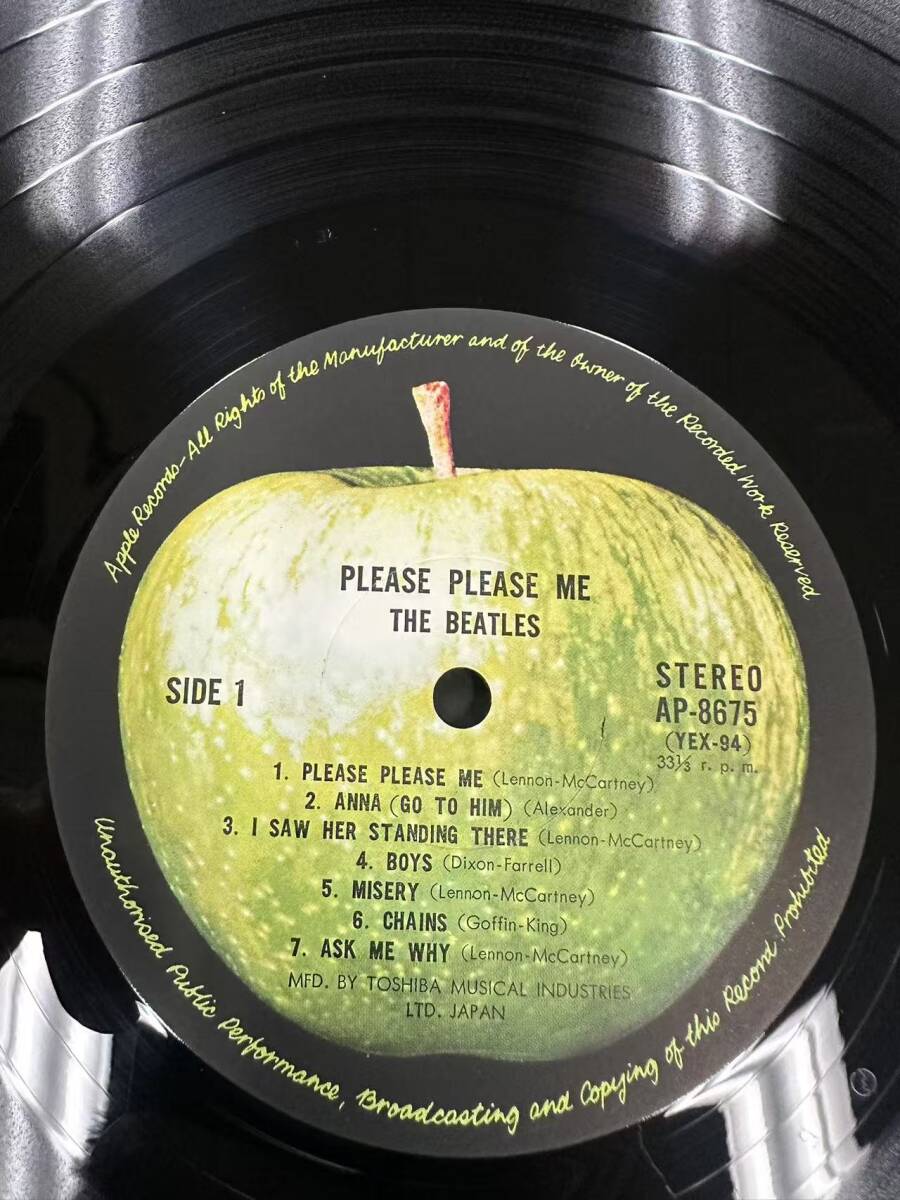 Apple Records-All Rights of the Manufacturer and of the Owner of the Recorded Work Reserved
PLEASE PLEASE ME
THE BEATLES
SIDE 1
STEREO
AP-8675
(YEX-94)
33⅓ r. p. m.
1. PLEASE PLEASE ME (Lennon-McCartney)
2. ANNA (GO TO HIM) (Alexander)
3. I SAW HER STANDING THERE (Lennon-McCartney)
4. BOYS (Dixon-Farrell)
5. MISERY (Lennon-McCartney)
6. CHAINS (Goffin-King)
7. ASK ME WHY (Lennon-McCartney)
MFD. BY TOSHIBA MUSICAL INDUSTRIES
LTD. JAPAN
Unauthorised Public Performance, Broadcasting and Copying of this Record Prohibited